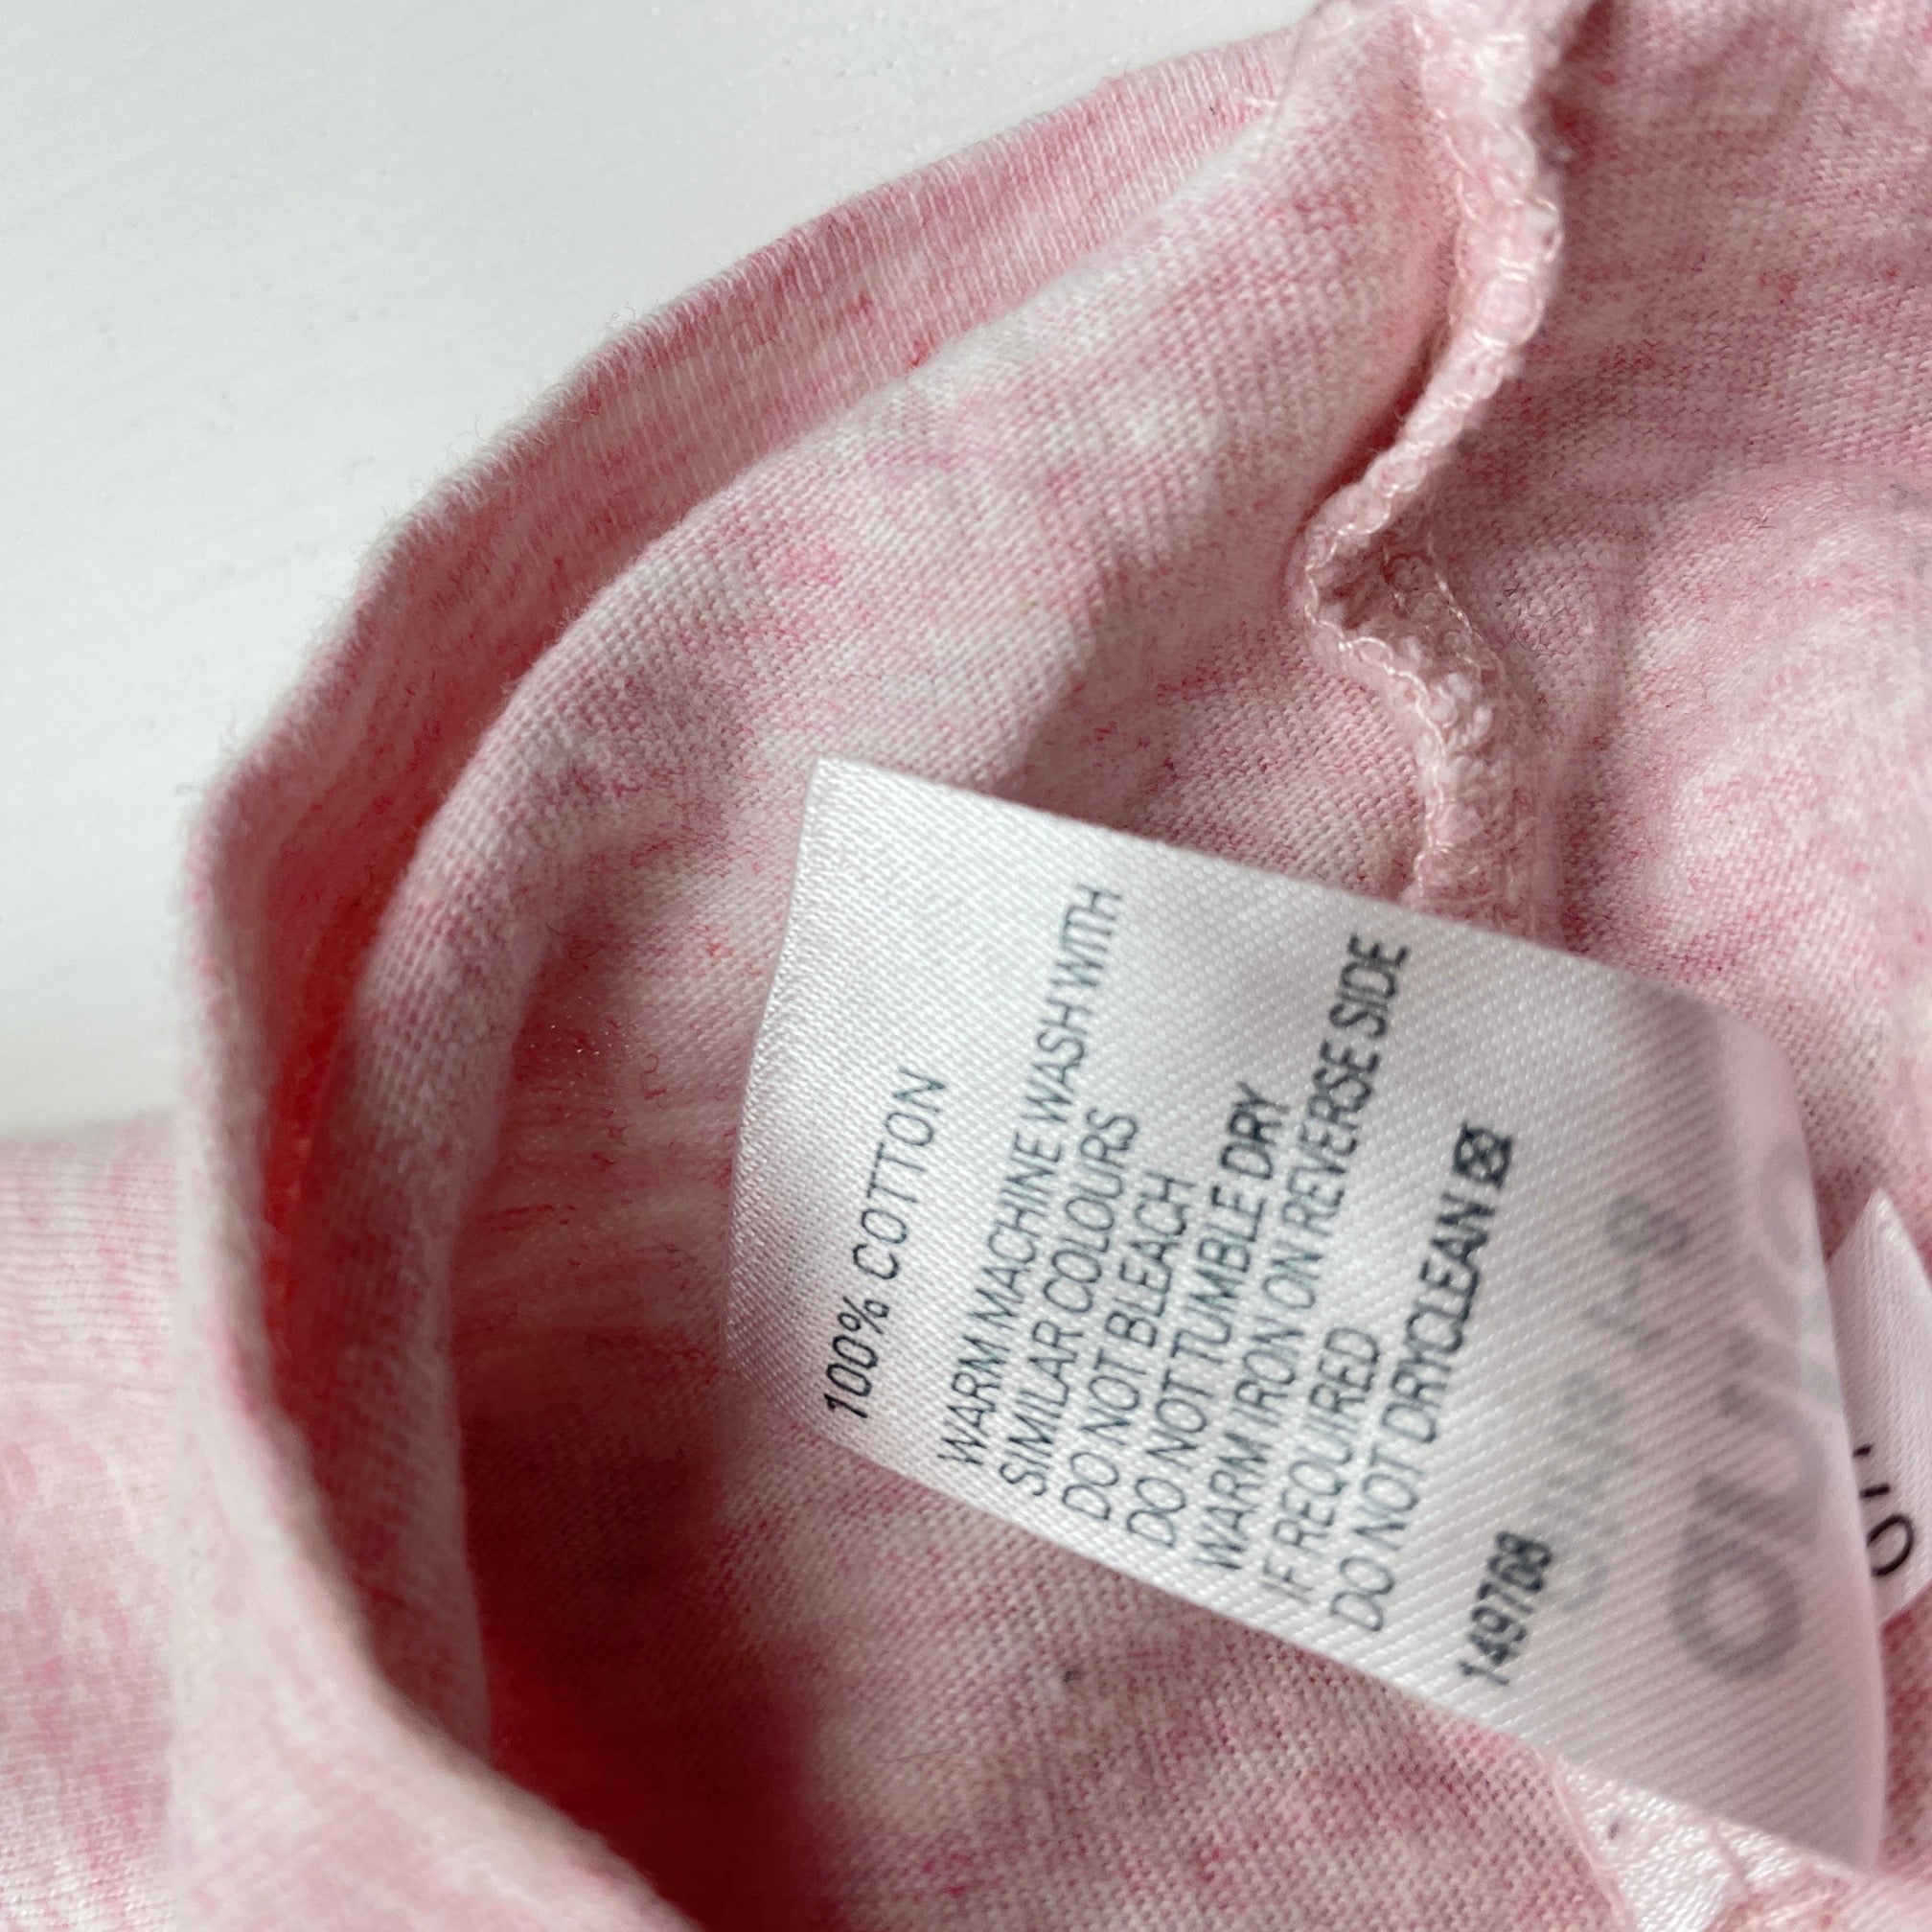 100% COTTON
WARM MACHINE WASH WITH
SIMILAR COLOURS
DO NOT BLEACH
DO NOT TUMBLE DRY
WARM IRON ON REVERSE SIDE
IF REQUIRED
DO NOT DRYCLEAN
149768